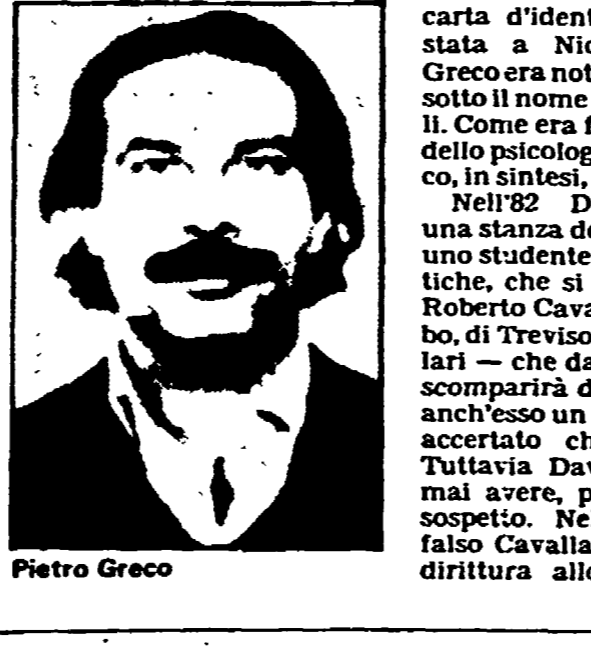 Pietro Greco
carta d'ident
stata a Nic
Greco era not
sotto il nome
li. Come era f
dello psicolog
co, in sintesi,
Nell'82 D
una stanza de
uno studente
tiche, che si
Roberto Cava
bo, di Treviso
lari — che da
scomparirà d
anch'esso un
accertato ch
Tuttavia Dav
mai avere, p
sospetto. Ne
falso Cavalla
dirittura all